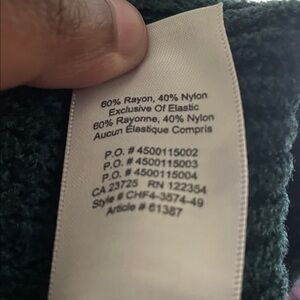 60% Rayon, 40% Nylon
Exclusive Of Elastic
60% Rayonne, 40% Nylon
Aucun Élastique Compris
P.O. # 4500115002
P.O. # 4500115003
P.O. # 4500115004
CA 23725 RN 122354
Style # CHF4-3574-49
Article # 61387